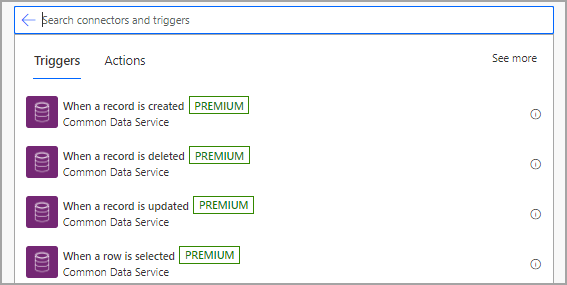 Search connectors and triggers
Triggers Actions See more
When a record is created PREMIUM
Common Data Service
When a record is deleted PREMIUM
Common Data Service
When a record is updated PREMIUM
Common Data Service
When a row is selected PREMIUM
Common Data Service